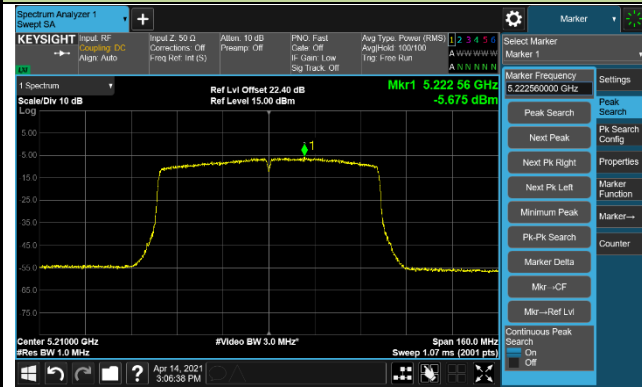 Spectrum Analyzer 1
Swept SA
Marker
KEYSIGHT
Input: RF
Coupling: DC
Align: Auto
Input Z: 50 Ω
Corrections: Off
Freq Ref: Int (S)
Atten: 10 dB
Preamp: Off
PNO: Fast
Gate: Off
IF Gain: Low
Sig Track: Off
Avg Type: Power (RMS)
Avg|Hold: 100/100
Trig: Free Run
1 2 3 4 5 6
A W W W W W
A N N N N N
Select Marker
Marker 1
1 Spectrum
Scale/Div 10 dB
Log
Ref Lvl Offset 22.40 dB
Ref Level 15.00 dBm
Mkr1 5.222 56 GHz
-5.675 dBm
5.00
-5.00
-15.0
-25.0
-35.0
-45.0
-55.0
-65.0
-75.0
1
Center 5.21000 GHz
#Res BW 1.0 MHz
#Video BW 3.0 MHz*
Span 160.0 MHz
Sweep 1.07 ms (2001 pts)
Marker Frequency
5.222560000 GHz
Peak Search
Next Peak
Next Pk Right
Next Pk Left
Minimum Peak
Pk-Pk Search
Marker Delta
Mkr→CF
Mkr→Ref Lvl
Continuous Peak
Search
On
Off
Settings
Peak
Search
Pk Search
Config
Properties
Marker
Function
Marker→
Counter
Apr 14, 2021
3:06:38 PM